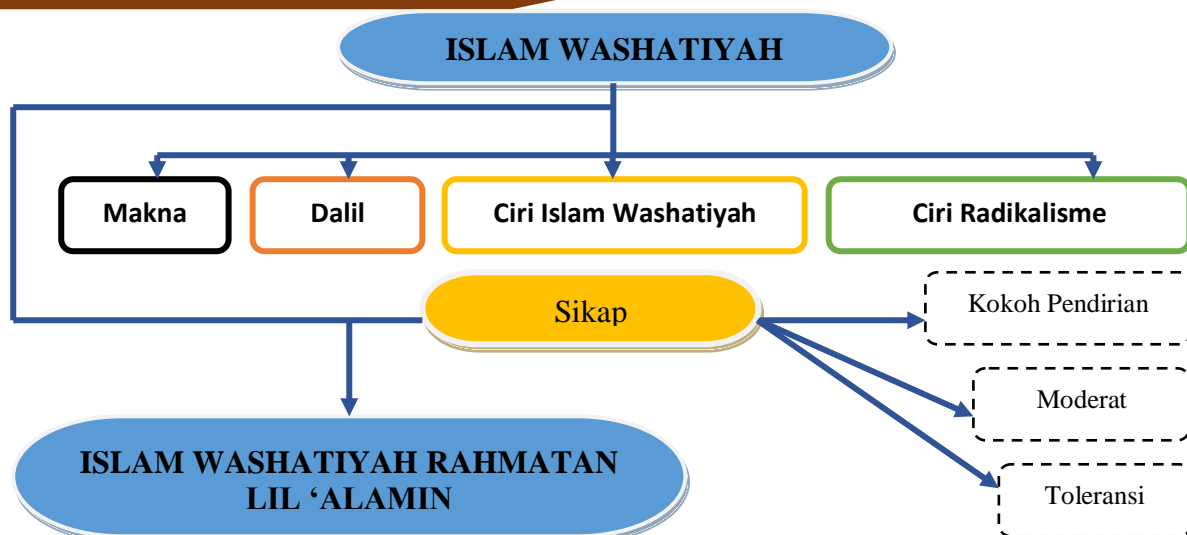 ISLAM WASHATIYAH
Makna
Dalil
Ciri Islam Washatiyah
Ciri Radikalisme
Sikap
Kokoh Pendirian
Moderat
Toleransi
ISLAM WASHATIYAH RAHMATAN
LIL ‘ALAMIN